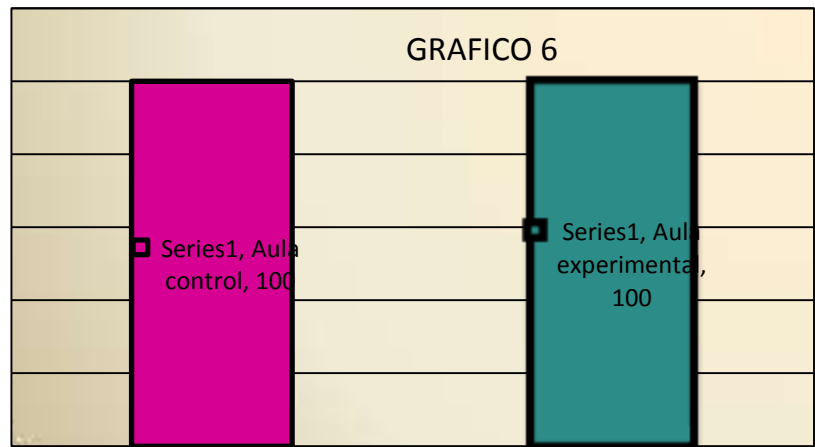 GRAFICO 6
Series1, Aula
control, 100
Series1, Aula
experimental,
100